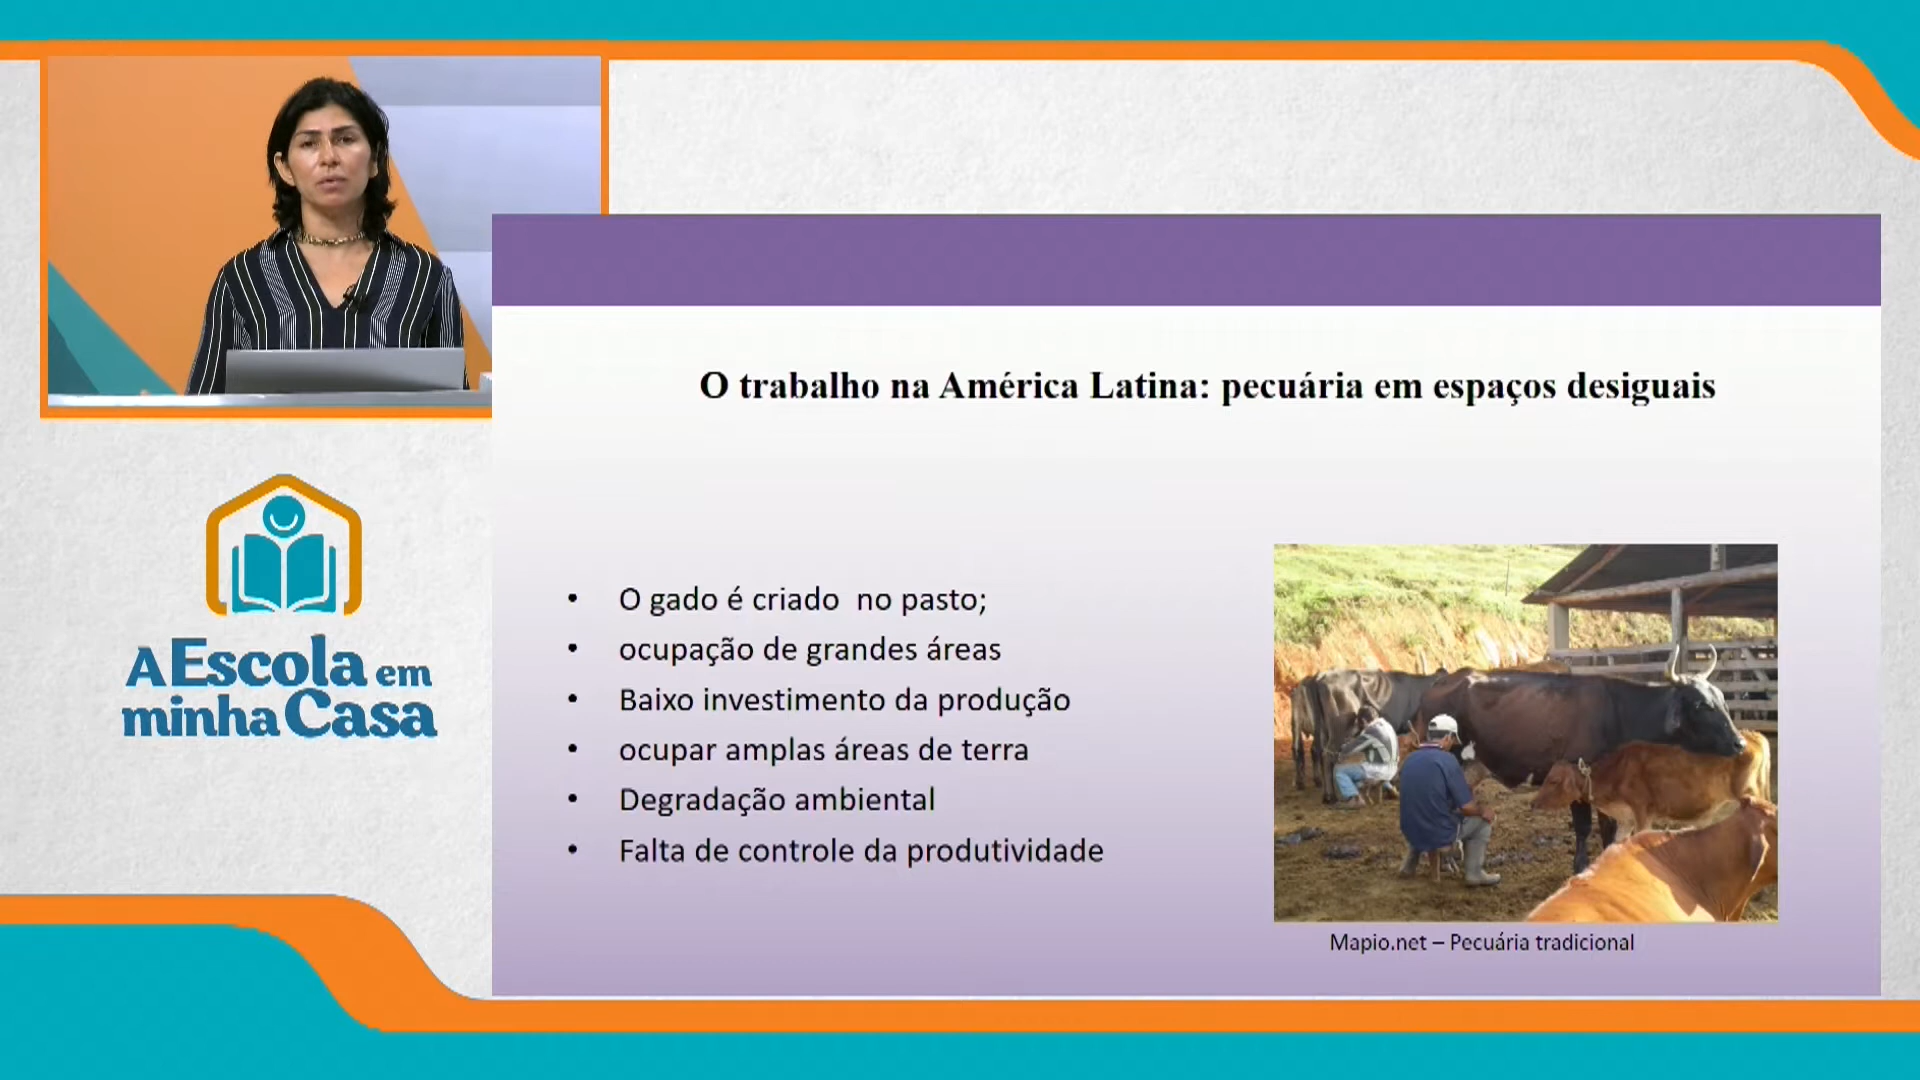 O trabalho na América Latina: pecuária em espaços desiguais
• O gado é criado  no pasto;
• ocupação de grandes áreas
• Baixo investimento da produção
• ocupar amplas áreas de terra
• Degradação ambiental
• Falta de controle da produtividade
Mapio.net – Pecuária tradicional
A Escola em
minha Casa